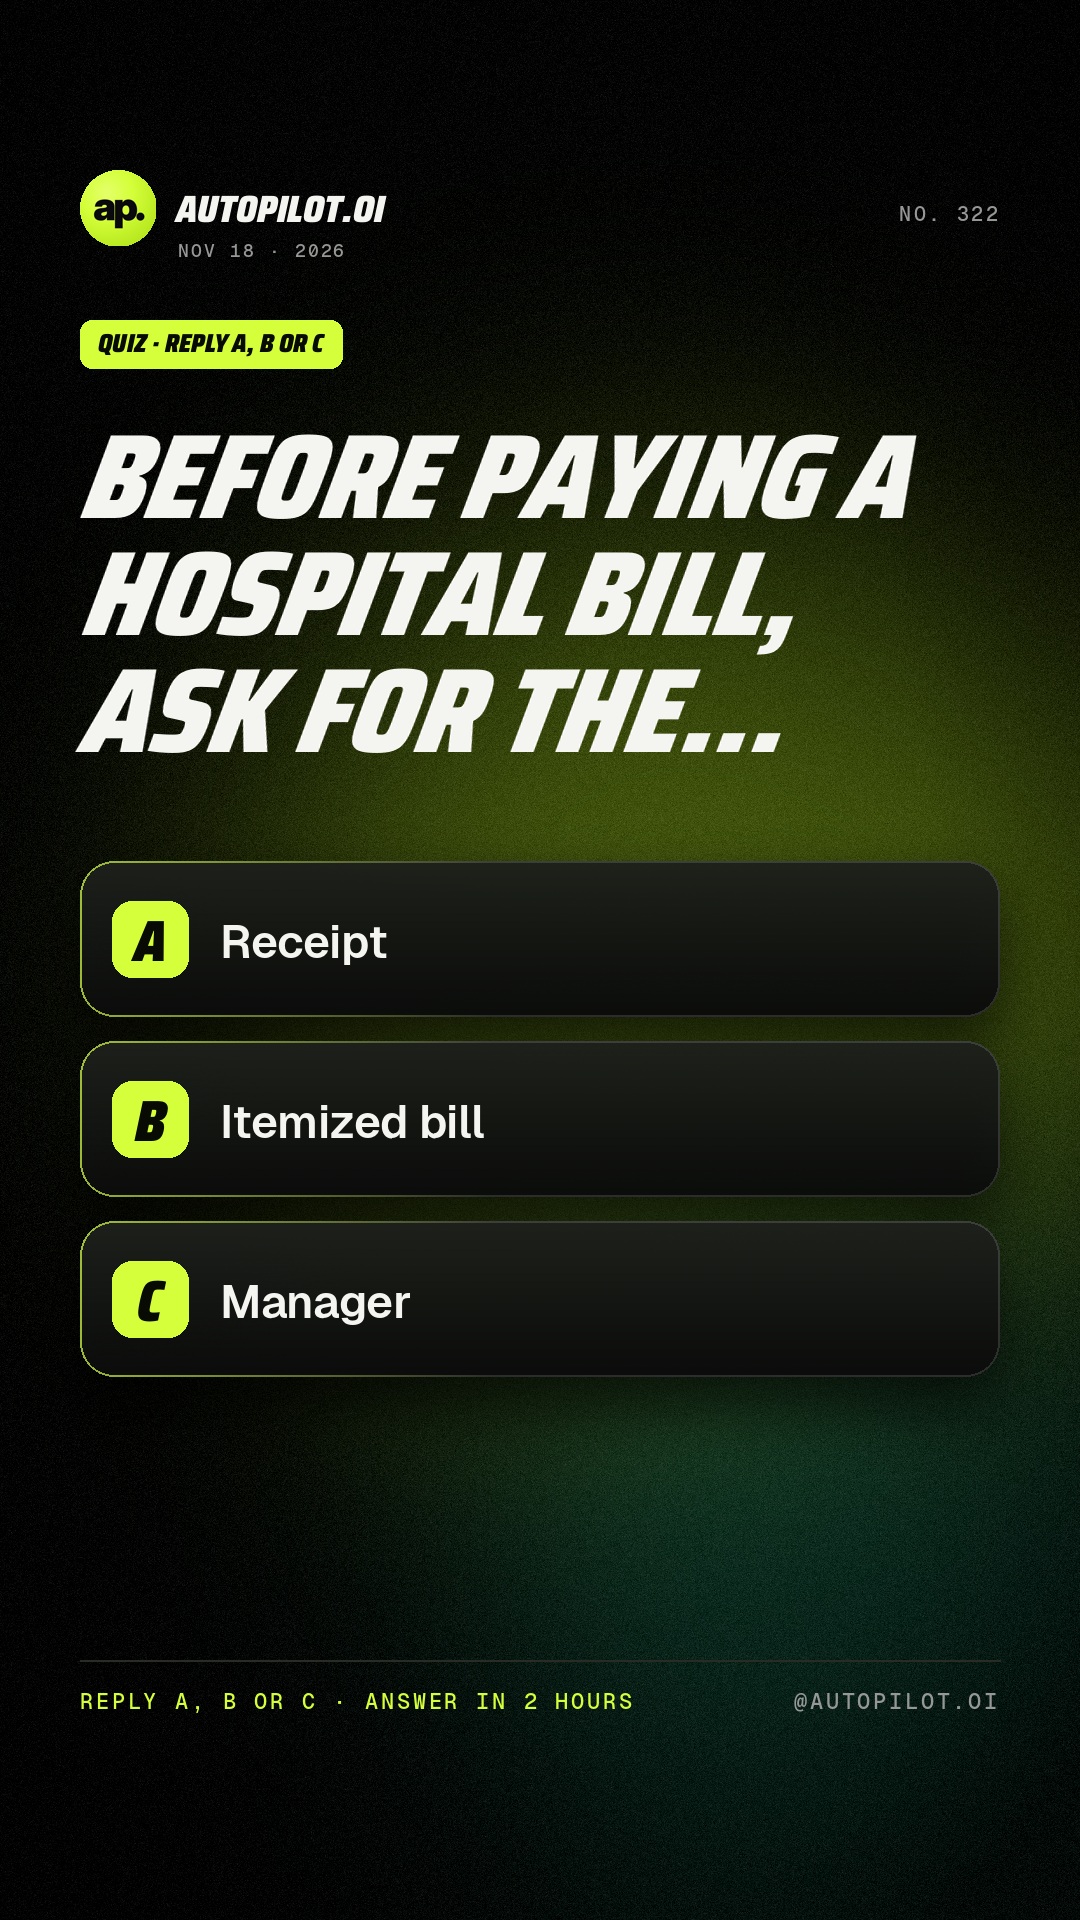 ap.
AUTOPILOT.OI
NO. 322
NOV 18 · 2026
QUIZ · REPLY A, B OR C
BEFORE PAYING A
HOSPITAL BILL,
ASK FOR THE...
A Receipt
B Itemized bill
C Manager
REPLY A, B OR C · ANSWER IN 2 HOURS
@AUTOPILOT.OI